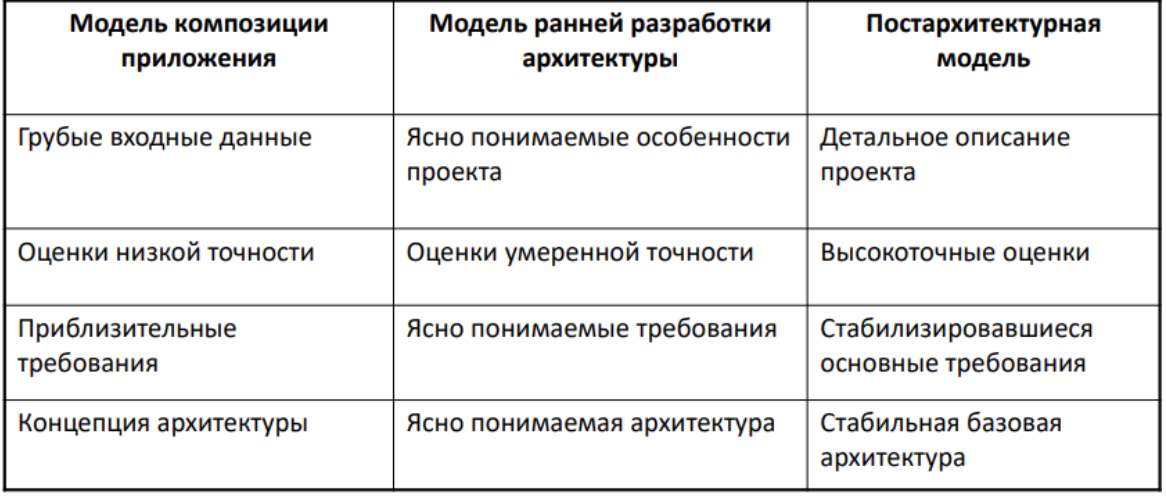 Модель композиции
приложения
Модель ранней разработки
архитектуры
Постархитектурная
модель
Грубые входные данные
Ясно понимаемые особенности
проекта
Детальное описание
проекта
Оценки низкой точности
Оценки умеренной точности
Высокоточные оценки
Приблизительные
требования
Ясно понимаемые требования
Стабилизировавшиеся
основные требования
Концепция архитектуры
Ясно понимаемая архитектура
Стабильная базовая
архитектура